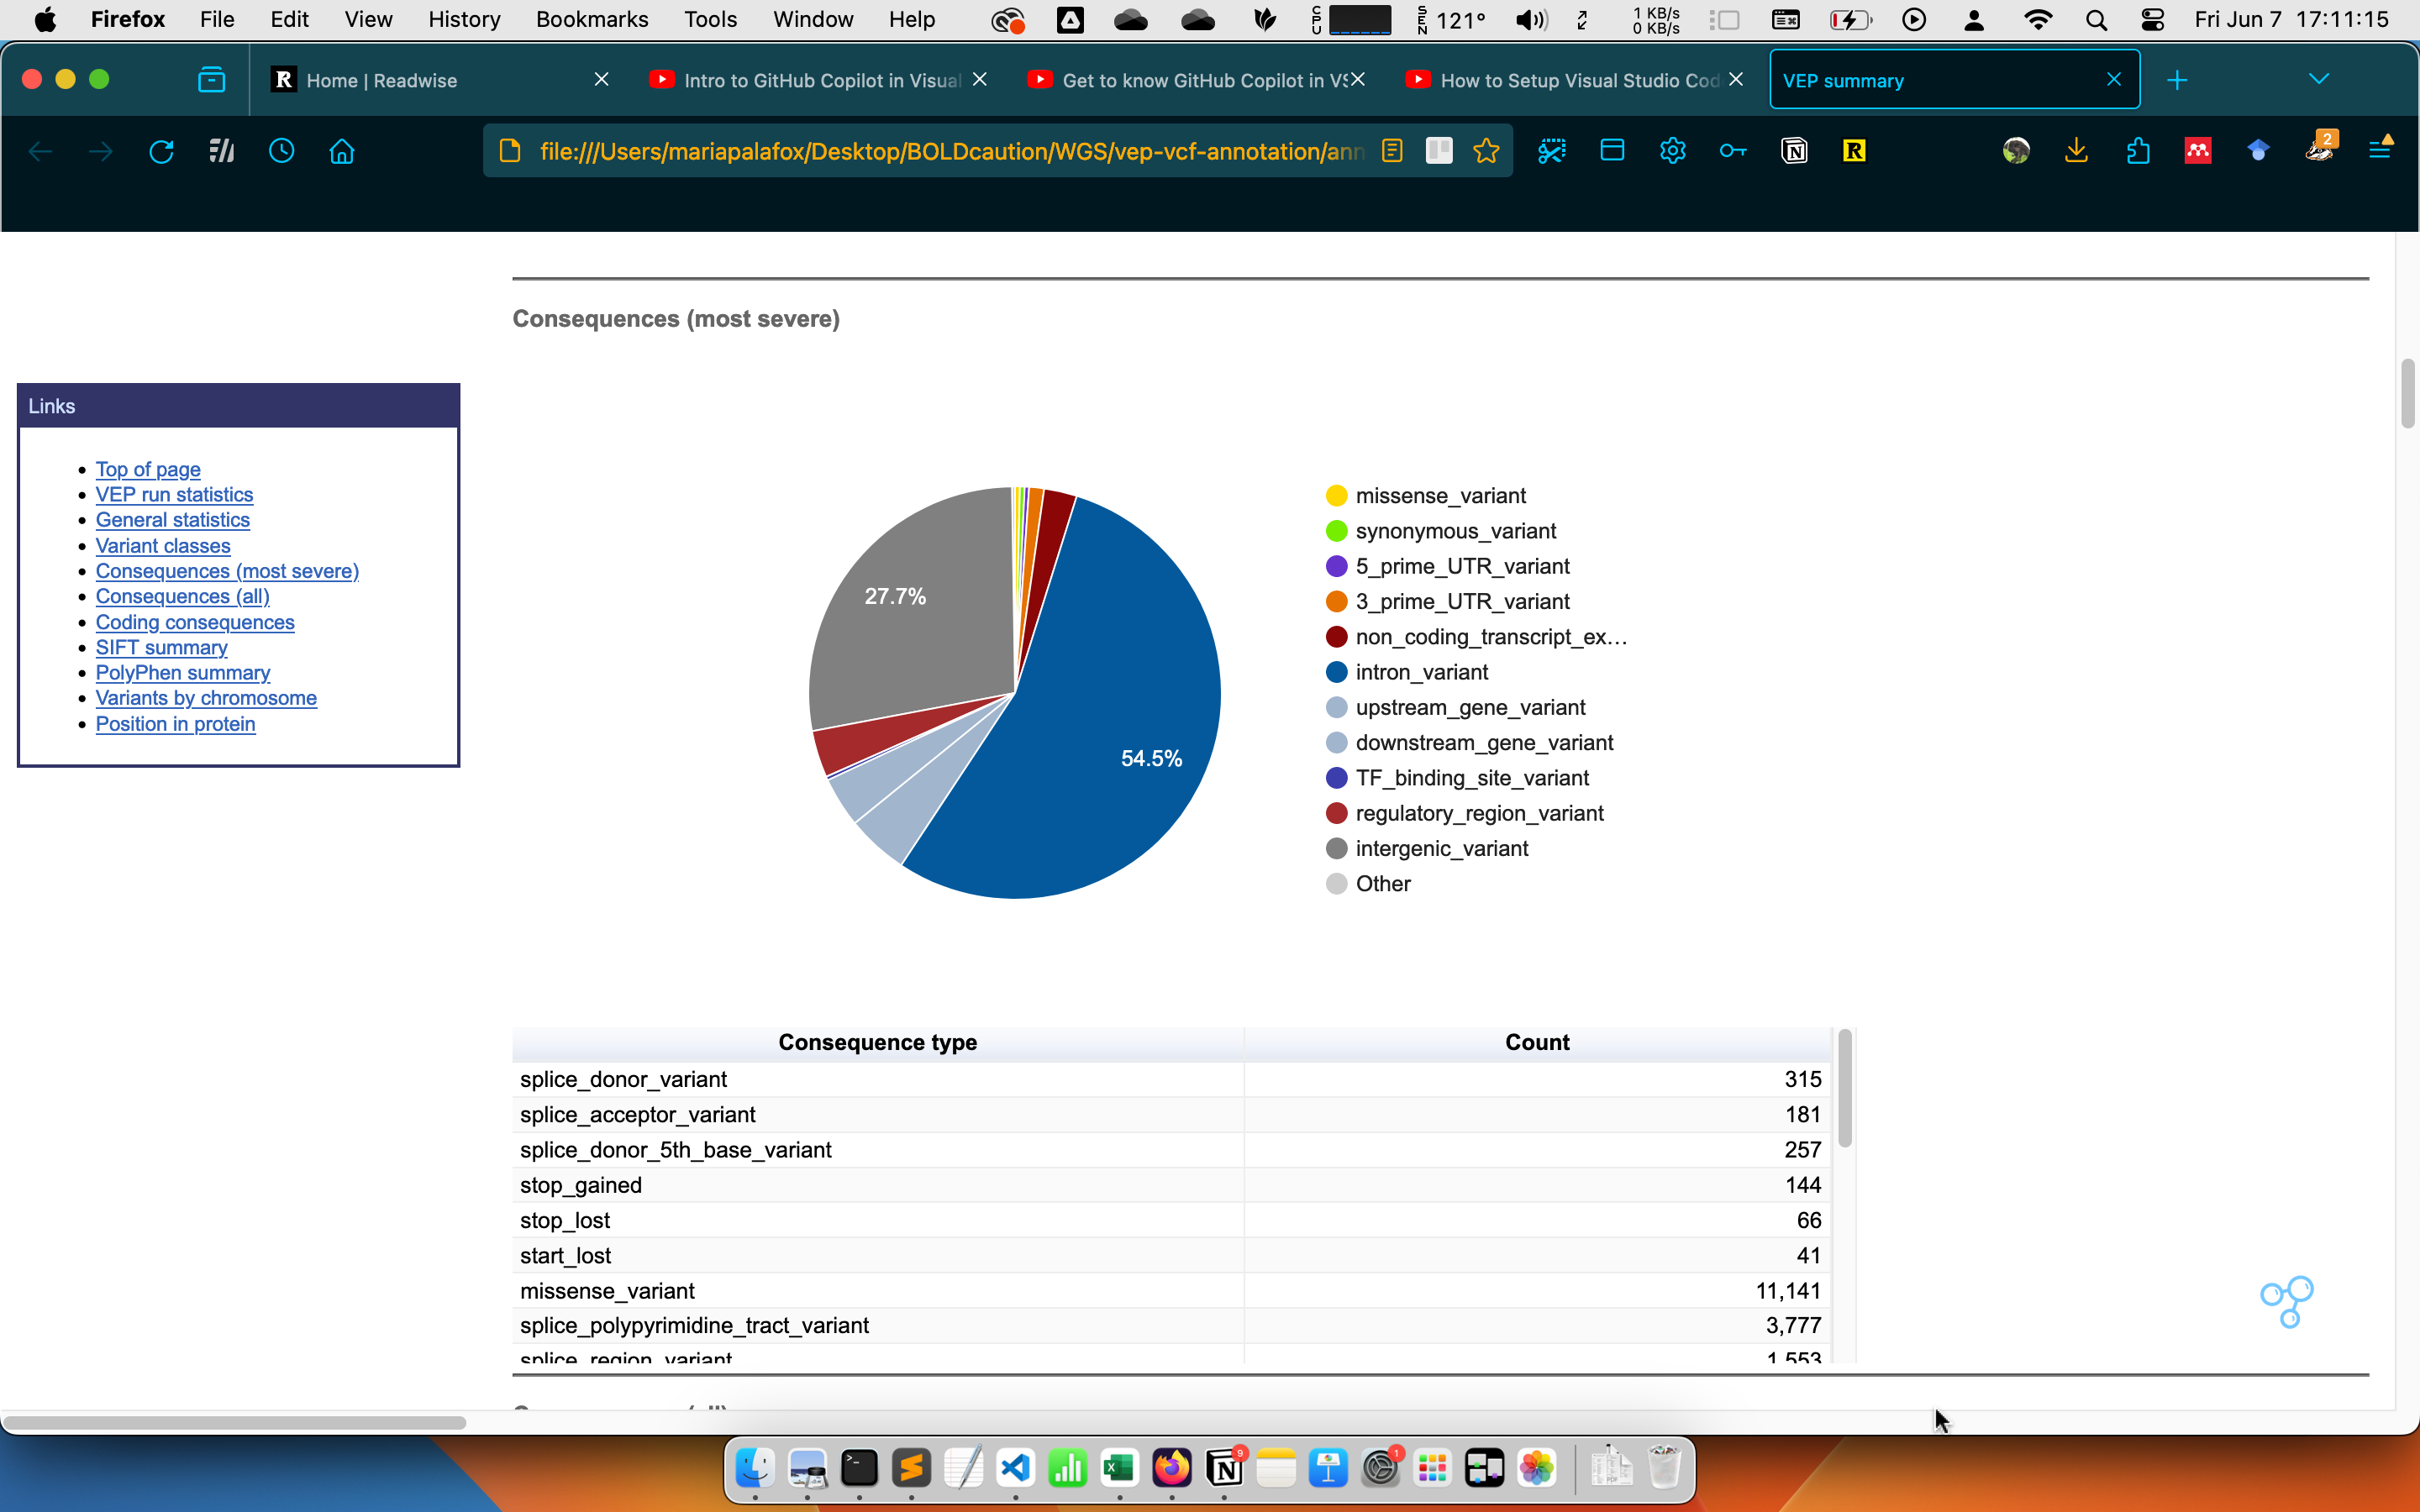 Firefox File Edit View History Bookmarks Tools Window Help CPU SEN 121° 1 KB/s 0 KB/s Fri Jun 7 17:11:15
R Home | Readwise Intro to GitHub Copilot in Visual Get to know GitHub Copilot in VS How to Setup Visual Studio Cod VEP summary
file:///Users/mariapalafox/Desktop/BOLDcaution/WGS/vep-vcf-annotation/ann N R 2
Consequences (most severe)
Links
Top of page
VEP run statistics
General statistics
Variant classes
Consequences (most severe)
Consequences (all)
Coding consequences
SIFT summary
PolyPhen summary
Variants by chromosome
Position in protein
27.7%
54.5%
missense_variant
synonymous_variant
5_prime_UTR_variant
3_prime_UTR_variant
non_coding_transcript_ex...
intron_variant
upstream_gene_variant
downstream_gene_variant
TF_binding_site_variant
regulatory_region_variant
intergenic_variant
Other
Consequence type Count
splice_donor_variant 315
splice_acceptor_variant 181
splice_donor_5th_base_variant 257
stop_gained 144
stop_lost 66
start_lost 41
missense_variant 11,141
splice_polypyrimidine_tract_variant 3,777
splice_region_variant 1,553
9 1